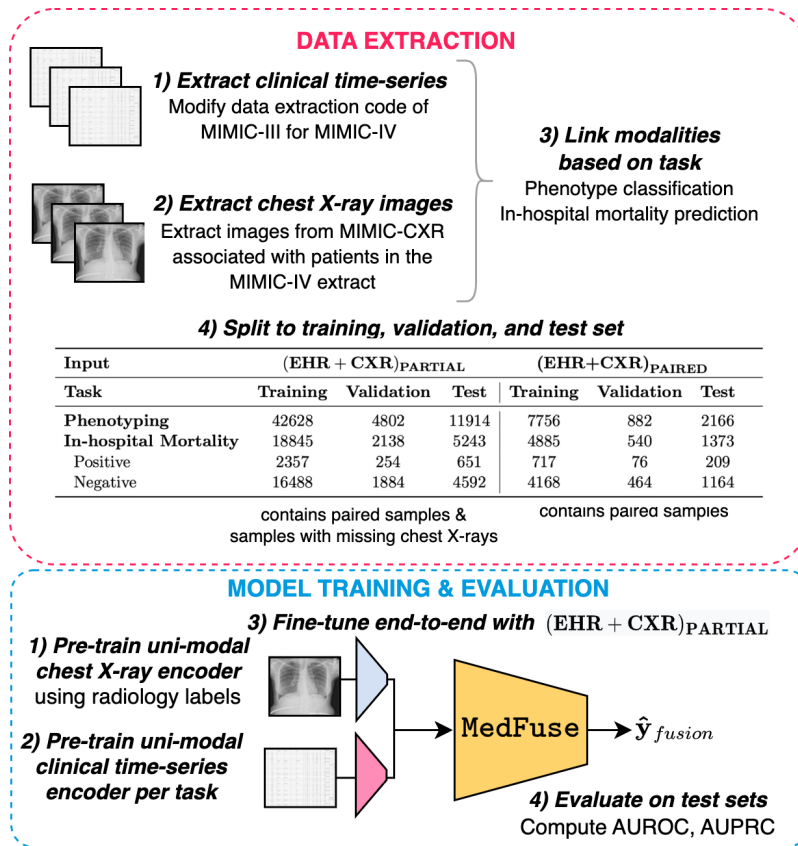 DATA EXTRACTION
1) Extract clinical time-series
Modify data extraction code of
MIMIC-III for MIMIC-IV
2) Extract chest X-ray images
Extract images from MIMIC-CXR
associated with patients in the
MIMIC-IV extract
3) Link modalities
based on task
Phenotype classification
In-hospital mortality prediction
4) Split to training, validation, and test set
Input (EHR + CXR)PARTIAL (EHR+CXR)PAIRED
Task Training Validation Test Training Validation Test
Phenotyping 42628 4802 11914 7756 882 2166
In-hospital Mortality 18845 2138 5243 4885 540 1373
Positive 2357 254 651 717 76 209
Negative 16488 1884 4592 4168 464 1164
contains paired samples &
samples with missing chest X-rays
contains paired samples
MODEL TRAINING & EVALUATION
3) Fine-tune end-to-end with (EHR + CXR)PARTIAL
1) Pre-train uni-modal
chest X-ray encoder
using radiology labels
2) Pre-train uni-modal
clinical time-series
encoder per task
MedFuse
ŷfusion
4) Evaluate on test sets
Compute AUROC, AUPRC